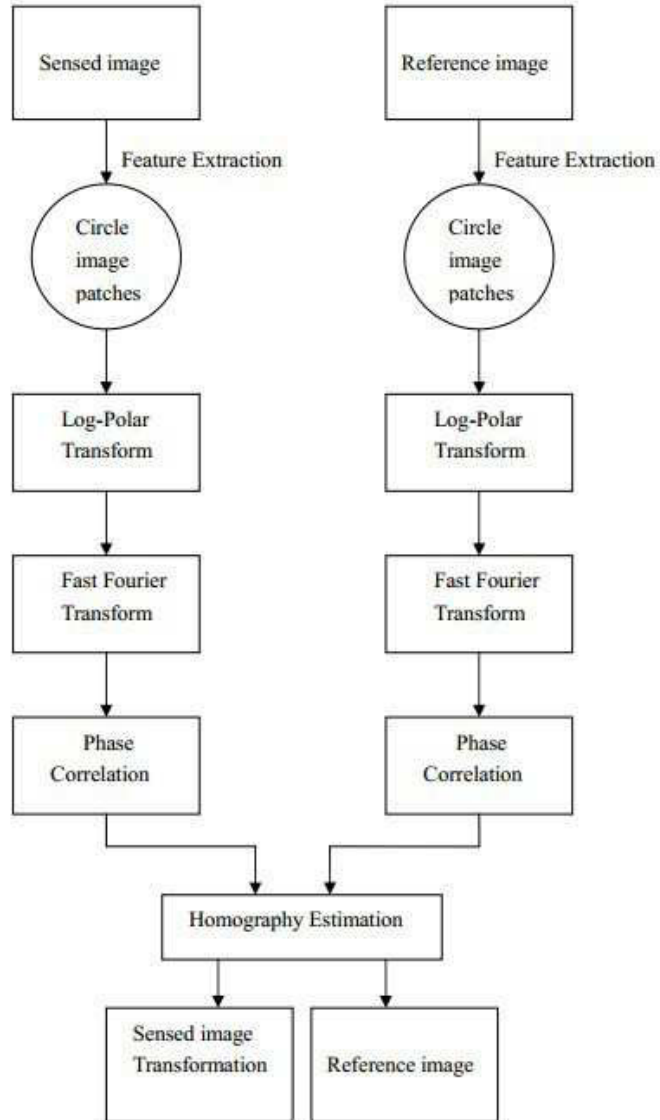 Sensed image
Reference image
Feature Extraction
Feature Extraction
Circle
image
patches
Circle
image
patches
Log-Polar
Transform
Log-Polar
Transform
Fast Fourier
Transform
Fast Fourier
Transform
Phase
Correlation
Phase
Correlation
Homography Estimation
Sensed image
Transformation
Reference image